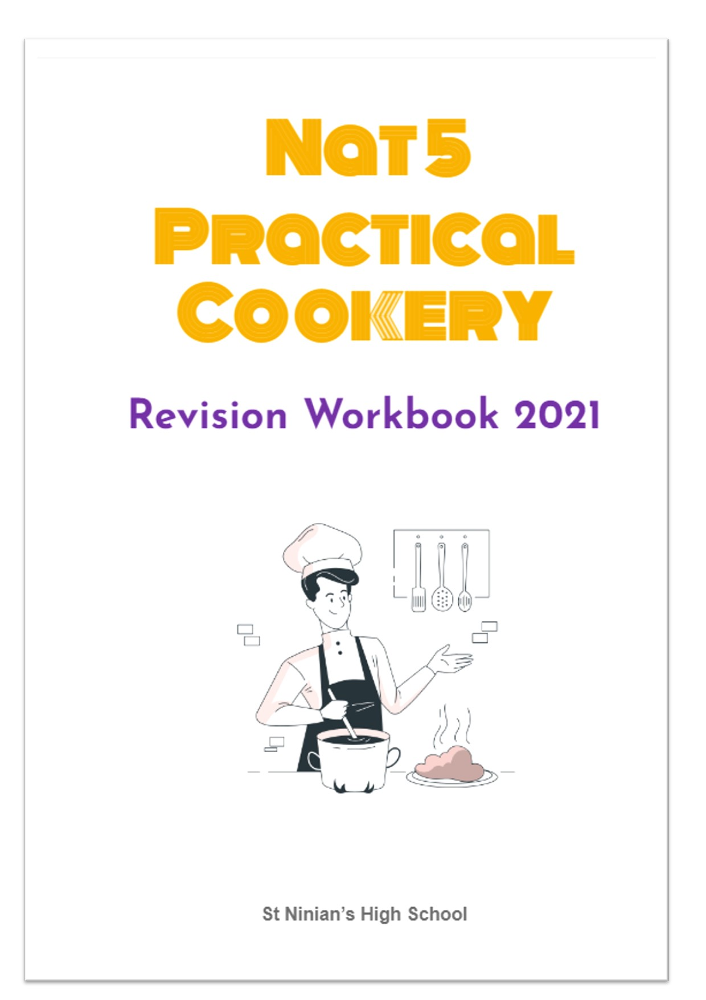 Nat 5
Practical
Cookery
Revision Workbook 2021
St Ninian’s High School